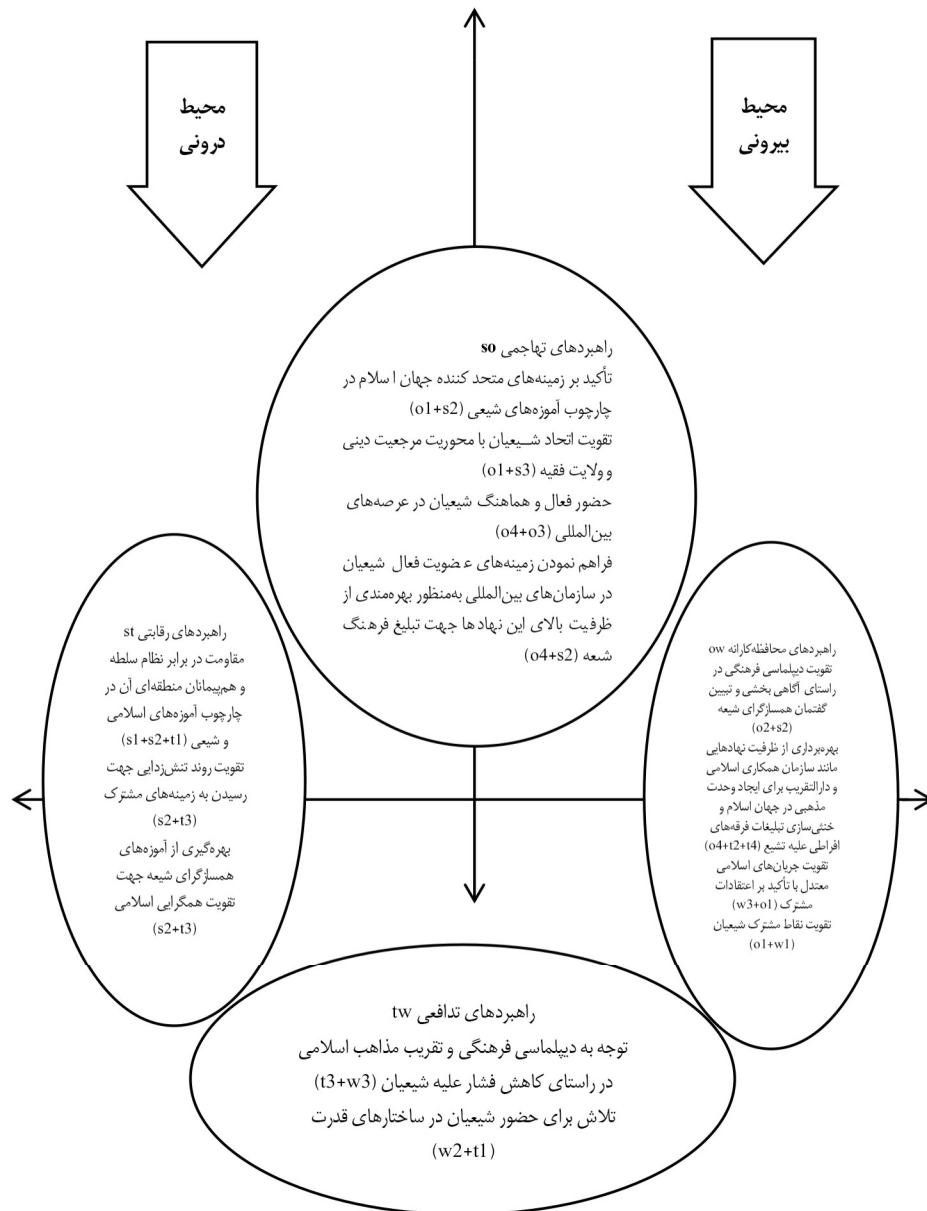 محیط
بیرونی
محیط
درونی
راهبردهای تهاجمی so
تأکید بر زمینه‌های متحد کننده جهان اسلام در
چارچوب آموزه‌های شیعی (o1+s2)
تقویت اتحاد شیعیان با محوریت مرجعیت دینی
و ولایت فقیه (o1+s3)
حضور فعال و هماهنگ شیعیان در عرصه‌های
بین‌المللی (o4+o3)
فراهم نمودن زمینه‌های عضویت فعال شیعیان
در سازمان‌های بین‌المللی به‌منظور بهره‌مندی از
ظرفیت بالای این نهادها جهت تبلیغ فرهنگ
شعه (o4+s2)
راهبردهای محافظه‌کارانه ow
تقویت دیپلماسی فرهنگی در
راستای آگاهی بخشی و تبیین
گفتمان همسازگرای شیعه
(o2+s2)
بهره‌برداری از ظرفیت نهادهایی
مانند سازمان همکاری اسلامی
و دارالتقریب برای ایجاد وحدت
مذهبی در جهان اسلام و
خنثی‌سازی تبلیغات فرقه‌های
افراطی علیه تشیع (o4+t2+t4)
تقویت جریان‌های اسلامی
معتدل با تأکید بر اعتقادات
مشترک (w3+o1)
تقویت نقاط مشترک شیعیان
(o1+w1)
راهبردهای رقابتی st
مقاومت در برابر نظام سلطه
و هم‌پیمانان منطقه‌ای آن در
چارچوب آموزه‌های اسلامی
و شیعی (s1+s2+t1)
تقویت روند تنش‌زدایی جهت
رسیدن به زمینه‌های مشترک
(s2+t3)
بهره‌گیری از آموزه‌های
همسازگرای شیعه جهت
تقویت همگرایی اسلامی
(s2+t3)
راهبردهای تدافعی tw
توجه به دیپلماسی فرهنگی و تقریب مذاهب اسلامی
در راستای کاهش فشار علیه شیعیان (t3+w3)
تلاش برای حضور شیعیان در ساختارهای قدرت
(w2+t1)